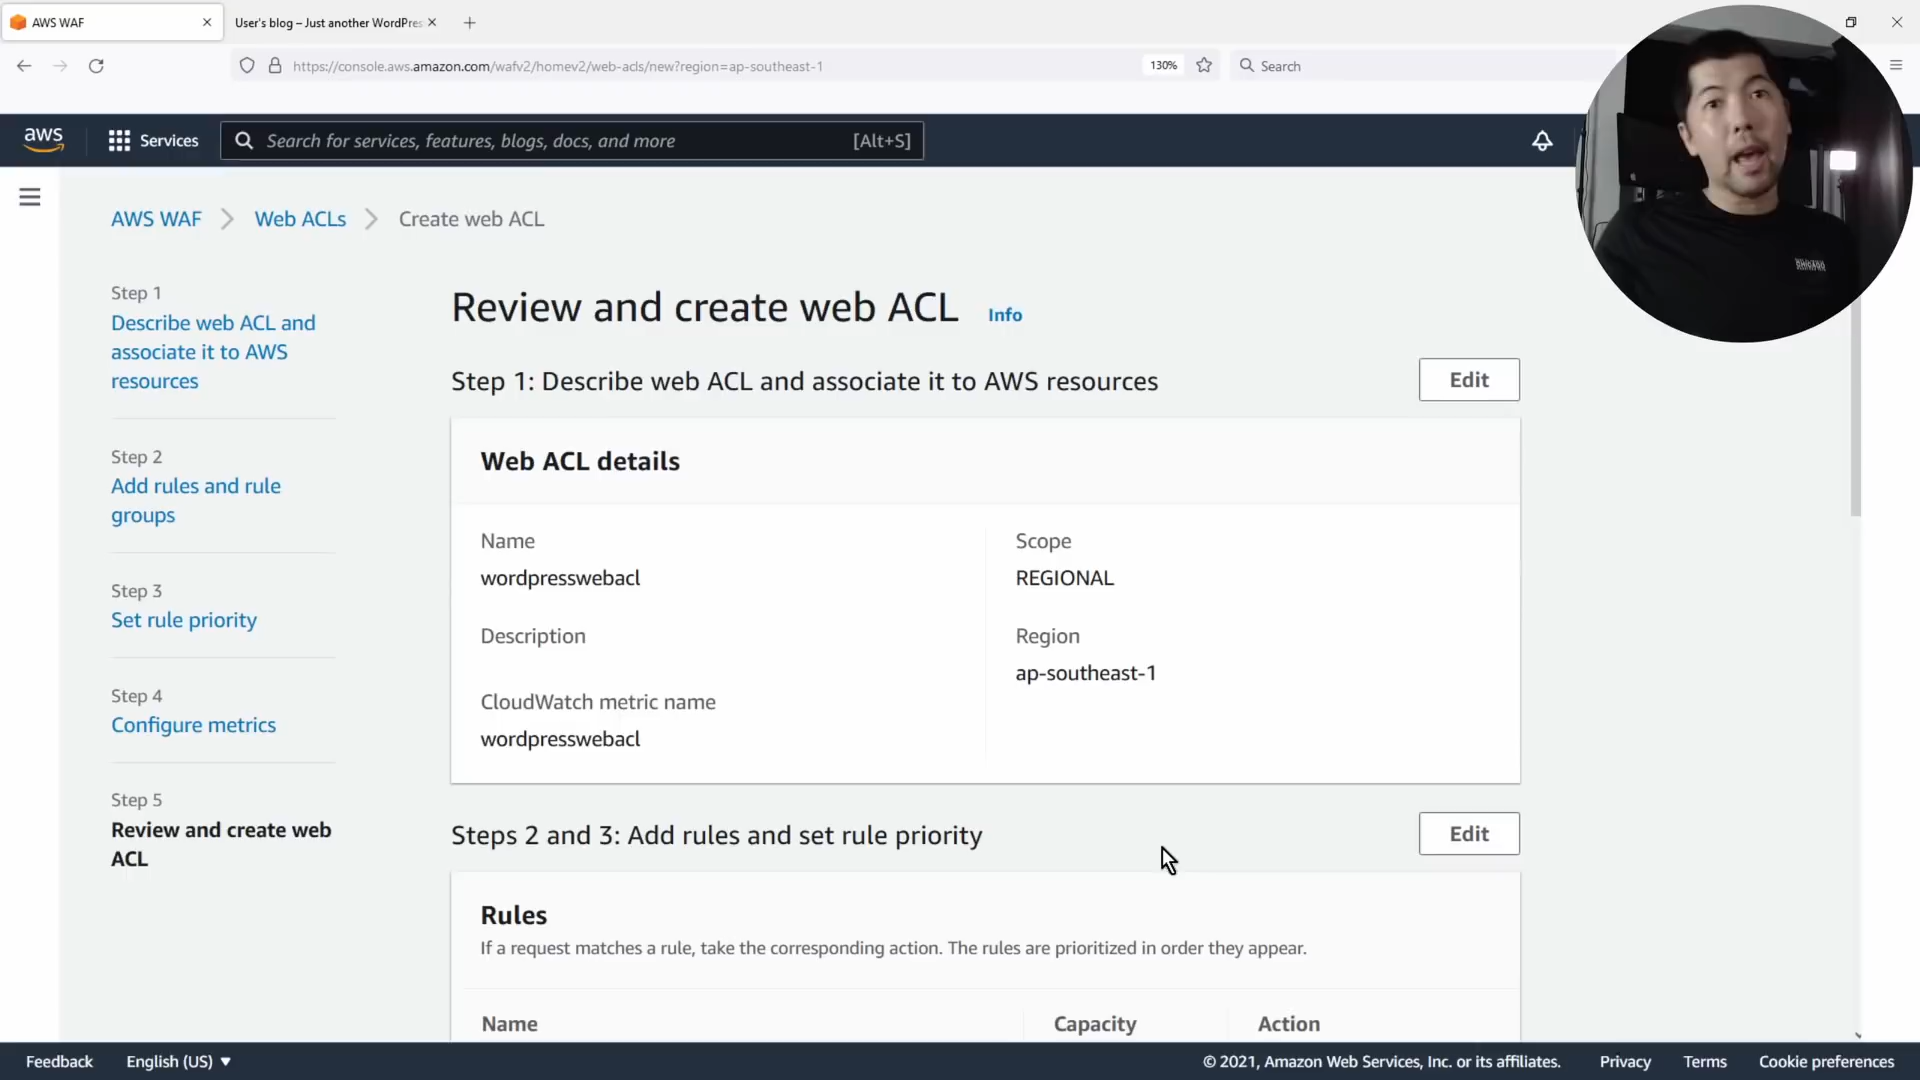 AWS WAF
User's blog – Just another WordPres
https://console.aws.amazon.com/wafv2/homev2/web-acls/new?region=ap-southeast-1
130%
Search
aws
Services
Search for services, features, blogs, docs, and more
[Alt+S]
AWS WAF
Web ACLs
Create web ACL
Step 1
Describe web ACL and
associate it to AWS
resources
Step 2
Add rules and rule
groups
Step 3
Set rule priority
Step 4
Configure metrics
Step 5
Review and create web
ACL
Review and create web ACL
Info
Step 1: Describe web ACL and associate it to AWS resources
Edit
Web ACL details
Name
wordpresswebacl
Description
CloudWatch metric name
wordpresswebacl
Scope
REGIONAL
Region
ap-southeast-1
Steps 2 and 3: Add rules and set rule priority
Edit
Rules
If a request matches a rule, take the corresponding action. The rules are prioritized in order they appear.
Name
Capacity
Action
Feedback
English (US)
© 2021, Amazon Web Services, Inc. or its affiliates.
Privacy
Terms
Cookie preferences